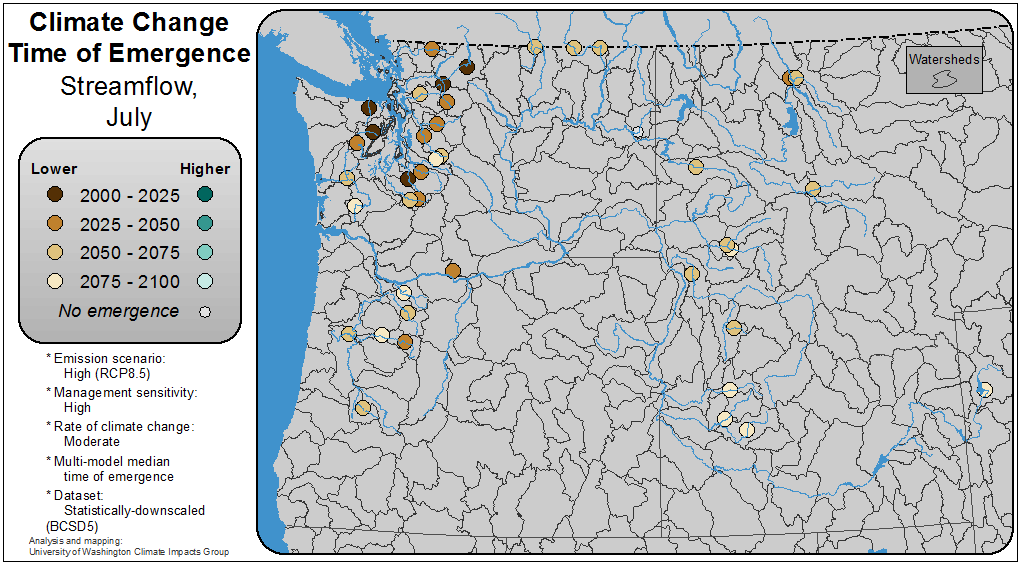 Climate Change
Time of Emergence
Streamflow,
July
Lower Higher
2000 - 2025
2025 - 2050
2050 - 2075
2075 - 2100
No emergence
* Emission scenario:
High (RCP8.5)
* Management sensitivity:
High
* Rate of climate change:
Moderate
* Multi-model median
time of emergence
* Dataset:
Statistically-downscaled
(BCSD5)
Analysis and mapping:
University of Washington Climate Impacts Group
Watersheds